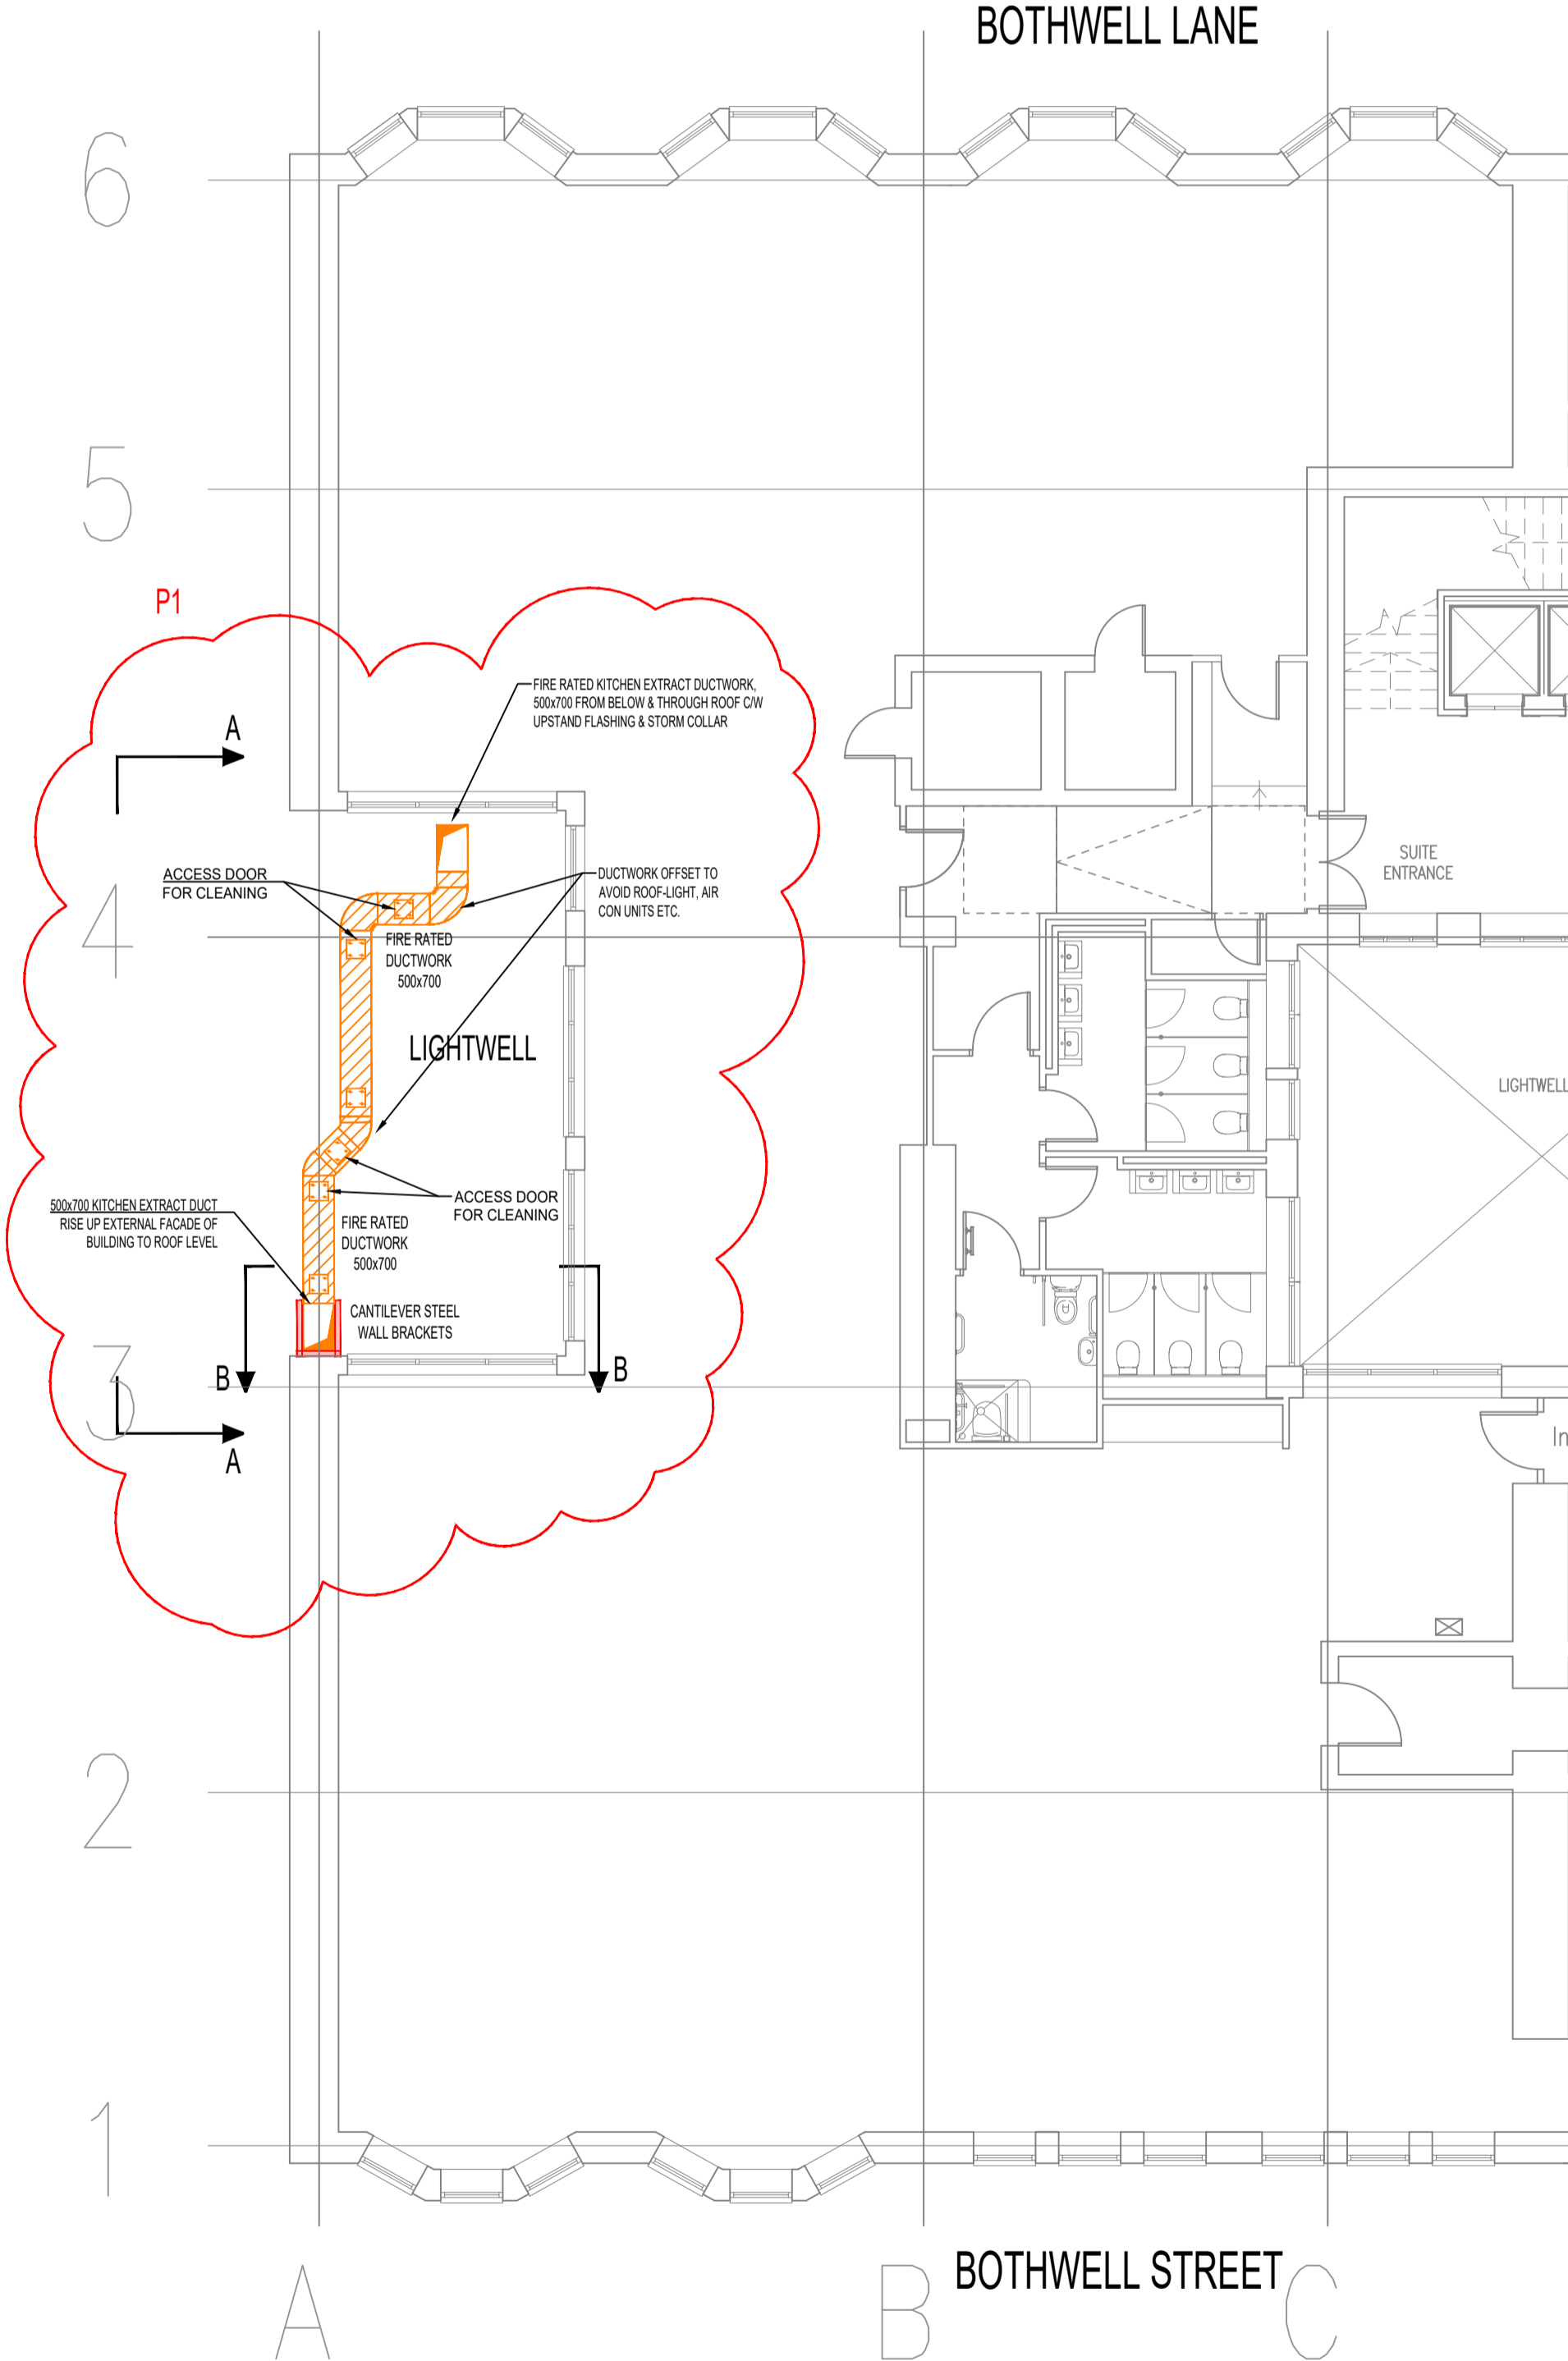 BOTHWELL LANE
6
5
P1
FIRE RATED KITCHEN EXTRACT DUCTWORK,
500x700 FROM BELOW & THROUGH ROOF C/W
UPSTAND FLASHING & STORM COLLAR
A
ACCESS DOOR
FOR CLEANING
DUCTWORK OFFSET TO
AVOID ROOF-LIGHT, AIR
CON UNITS ETC.
SUITE
ENTRANCE
4
FIRE RATED
DUCTWORK
500x700
LIGHTWELL
LIGHTWELL
ACCESS DOOR
FOR CLEANING
500x700 KITCHEN EXTRACT DUCT
RISE UP EXTERNAL FACADE OF
BUILDING TO ROOF LEVEL
FIRE RATED
DUCTWORK
500x700
CANTILEVER STEEL
WALL BRACKETS
B
B
3
A
In
2
1
BOTHWELL STREET
A
B
C